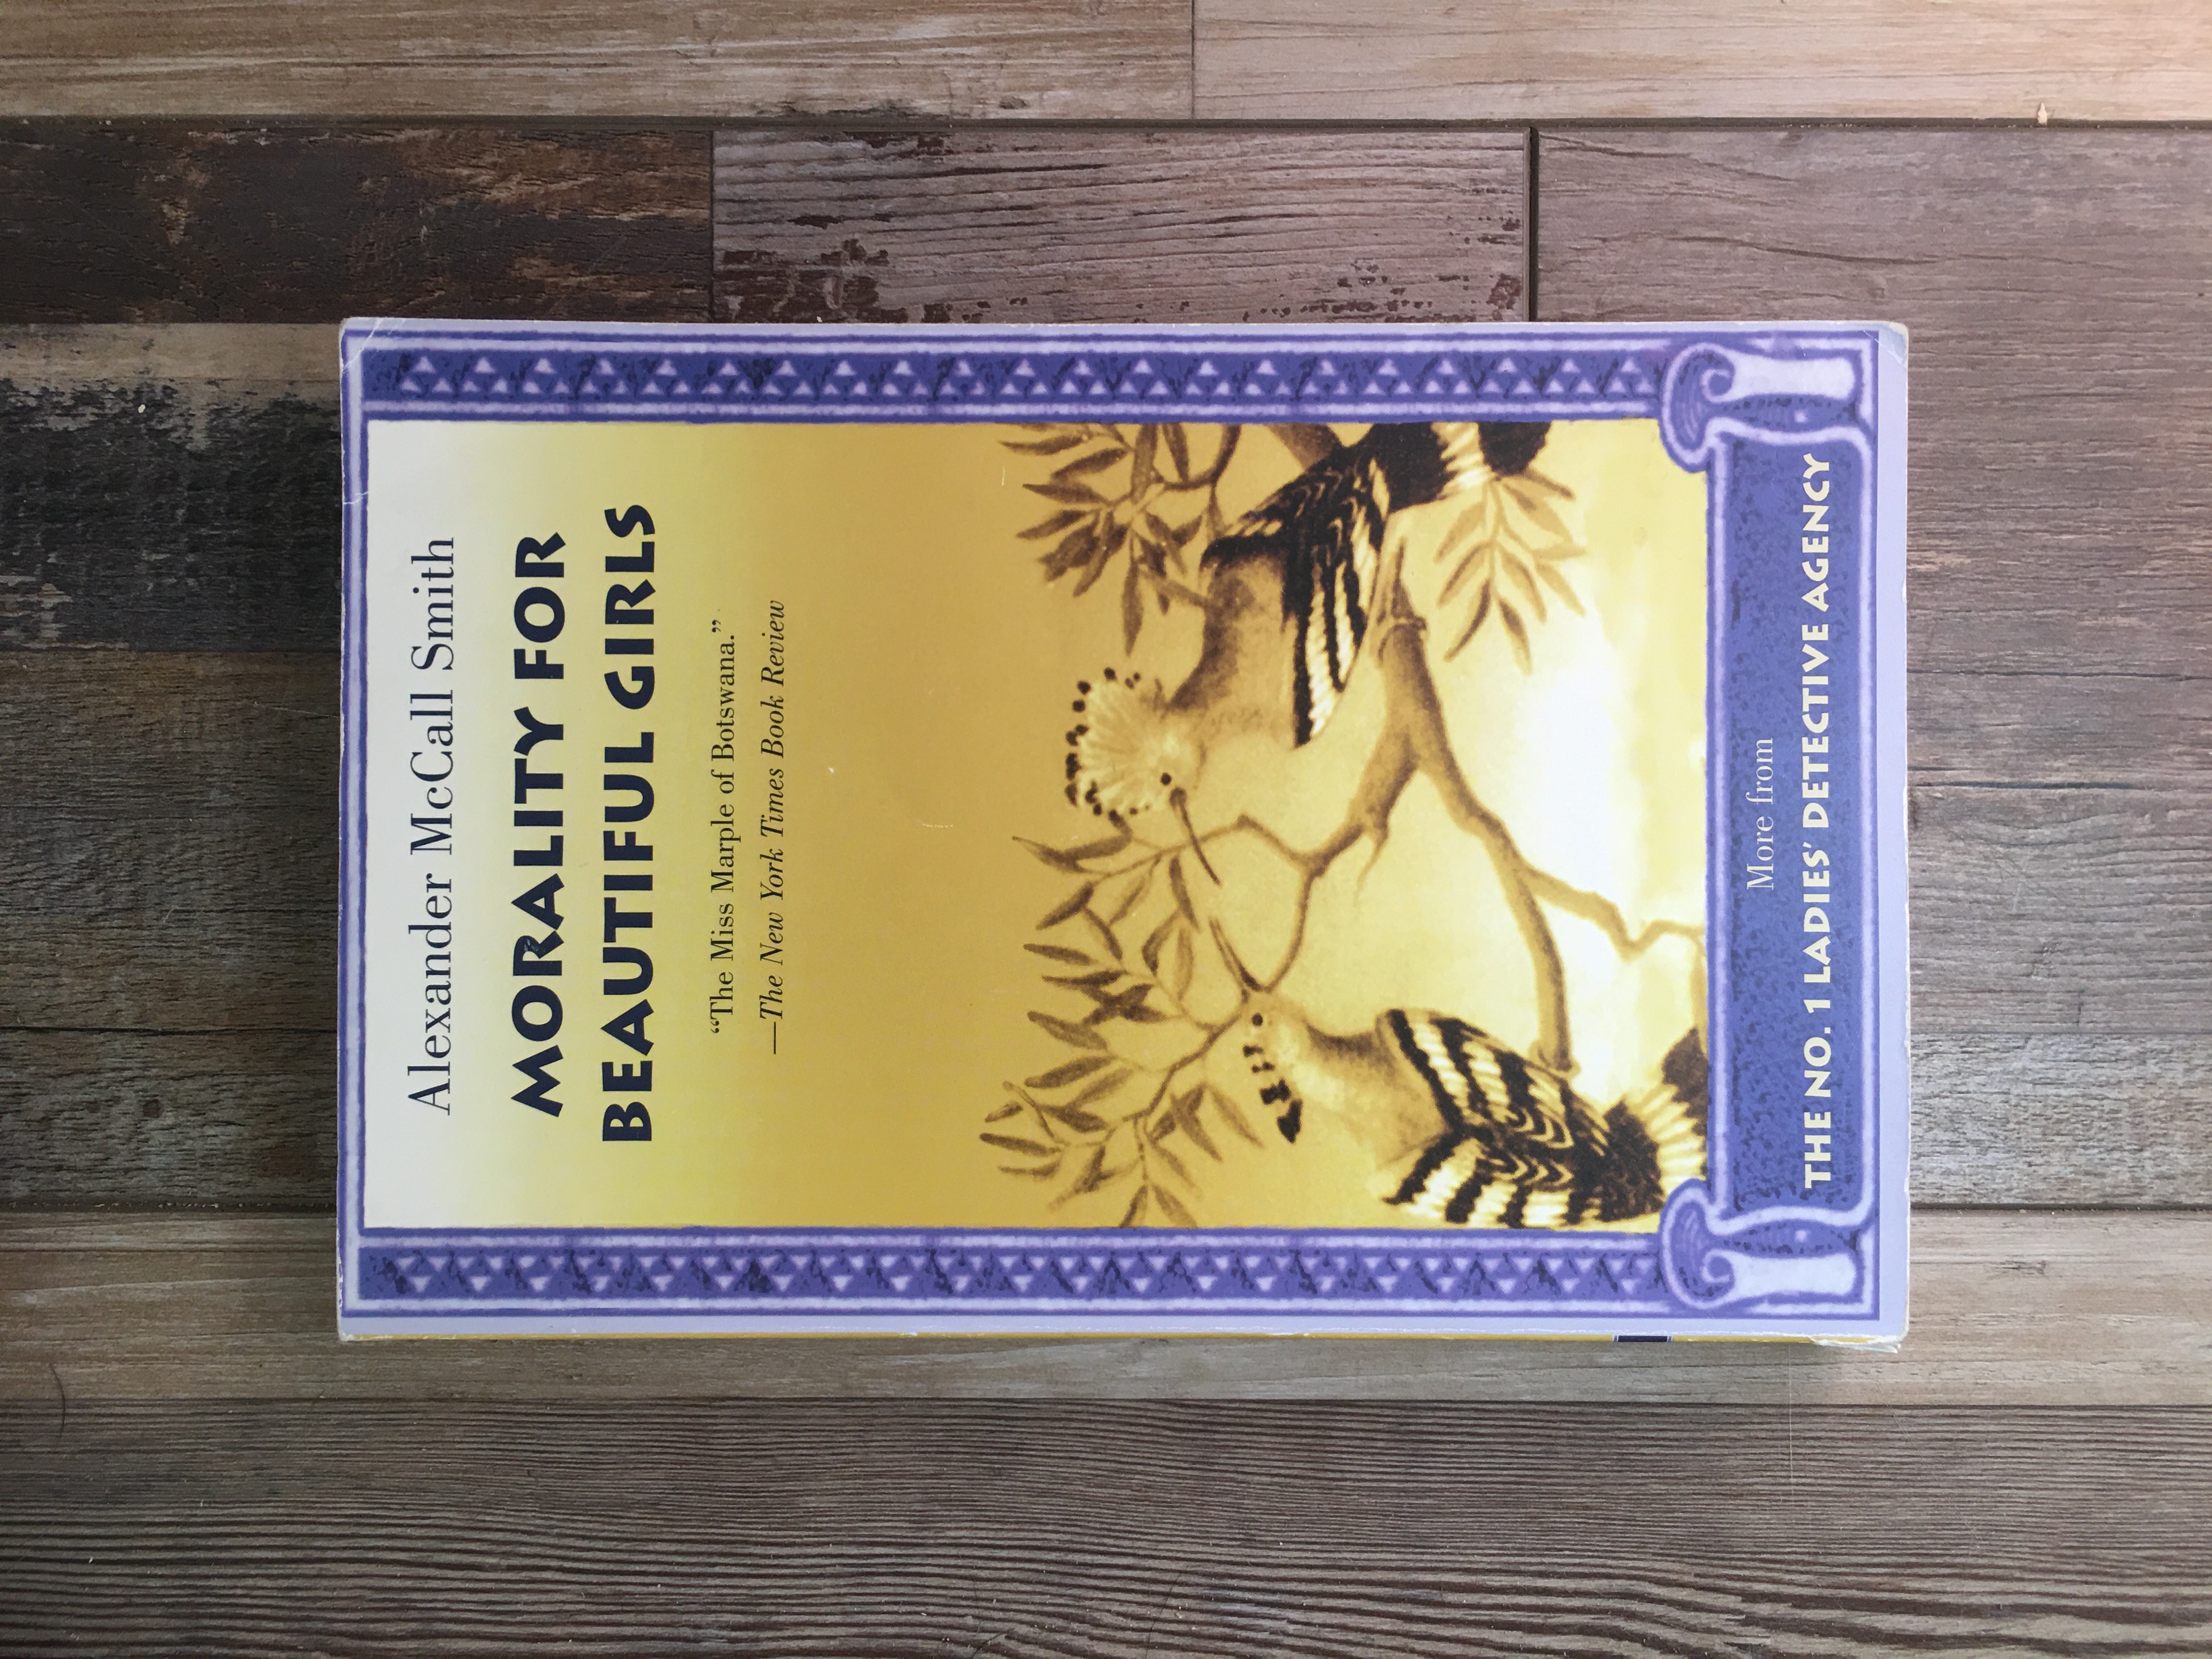 Alexander McCall Smith
MORALITY FOR
BEAUTIFUL GIRLS
“The Miss Marple of Botswana.”
—The New York Times Book Review
More from
THE NO. 1 LADIES’ DETECTIVE AGENCY